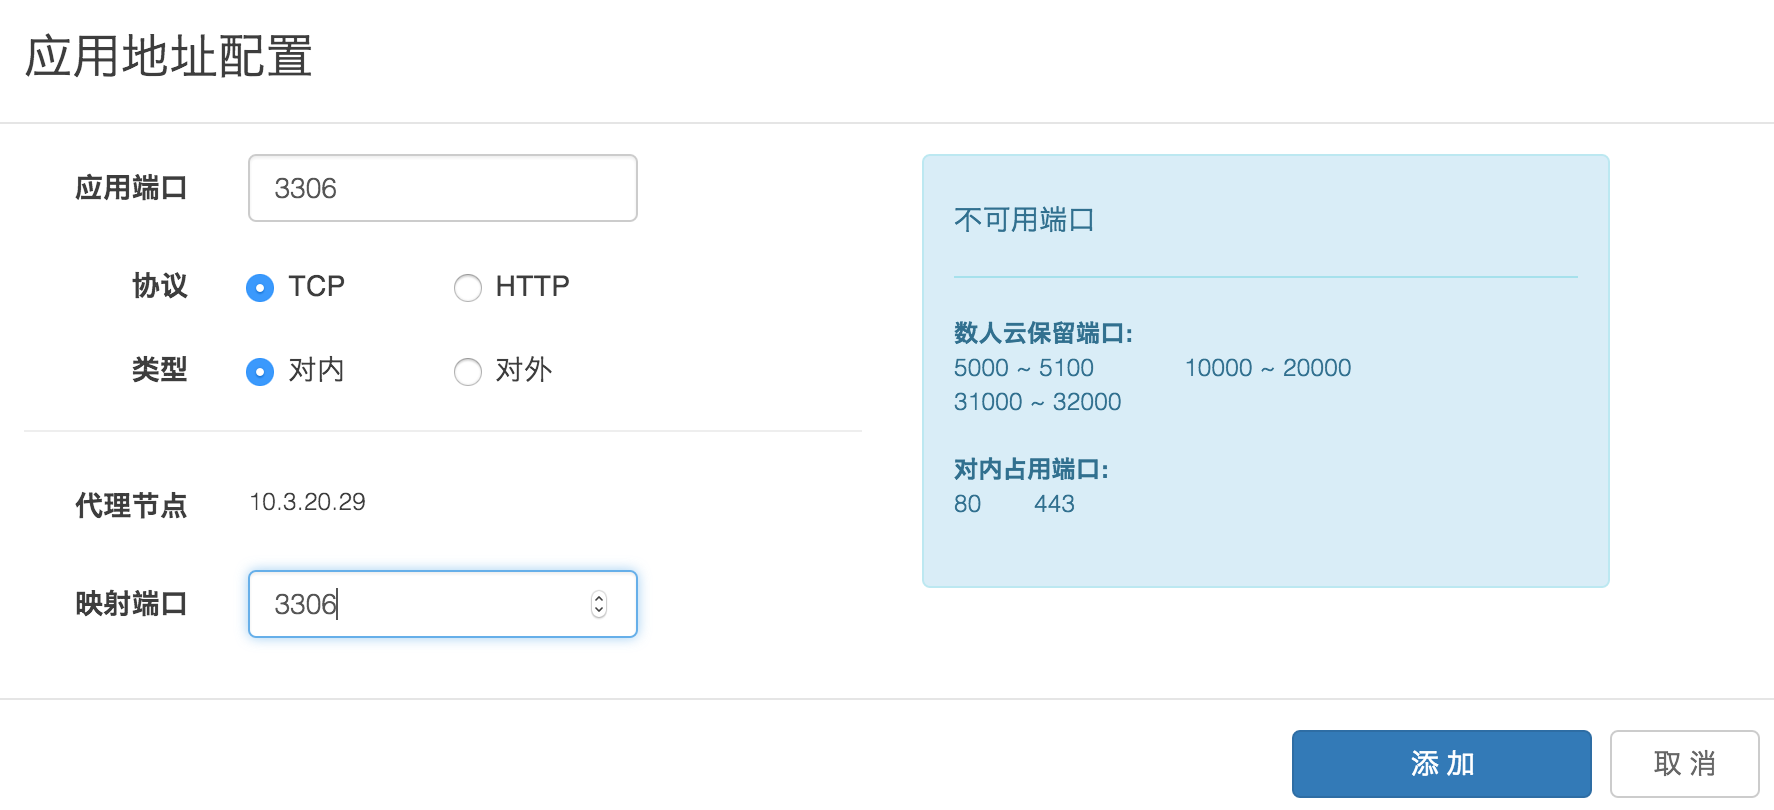 应用地址配置
应用端口 3306
协议 TCP HTTP
类型 对内 对外
代理节点 10.3.20.29
映射端口 3306
不可用端口
数人云保留端口:
5000 ~ 5100 10000 ~ 20000
31000 ~ 32000
对内占用端口:
80 443
添 加 取 消